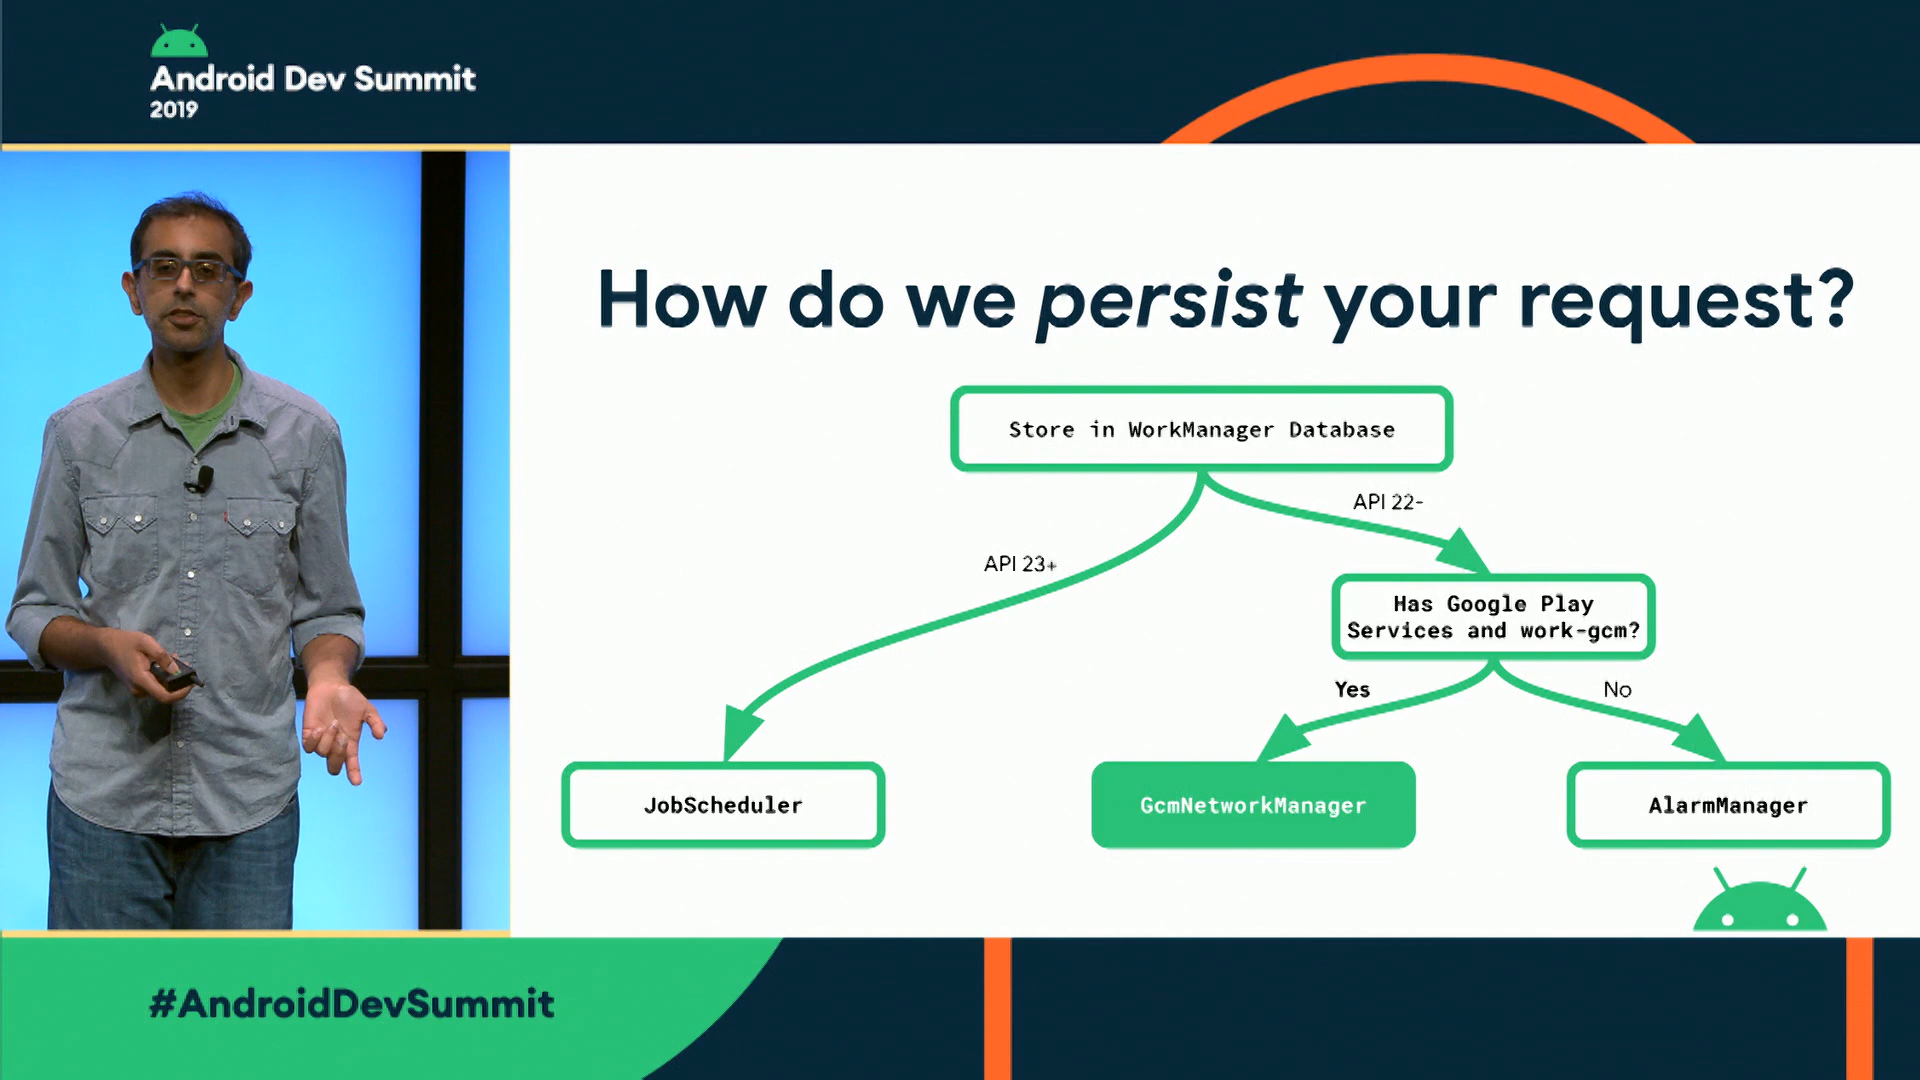 Android Dev Summit
2019
How do we persist your request?
Store in WorkManager Database
API 22-
API 23+
Has Google Play
Services and work-gcm?
Yes
No
JobScheduler
GcmNetworkManager
AlarmManager
#AndroidDevSummit